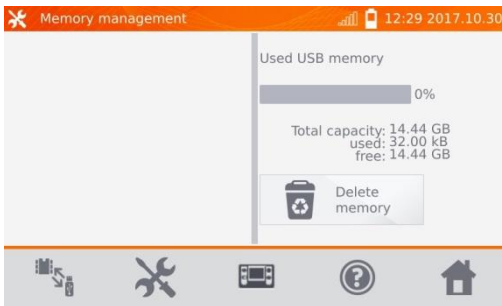 Memory management
12:29 2017.10.30
Used USB memory
0%
Total capacity: 14.44 GB
used: 32.00 kB
free: 14.44 GB
Delete
memory
?